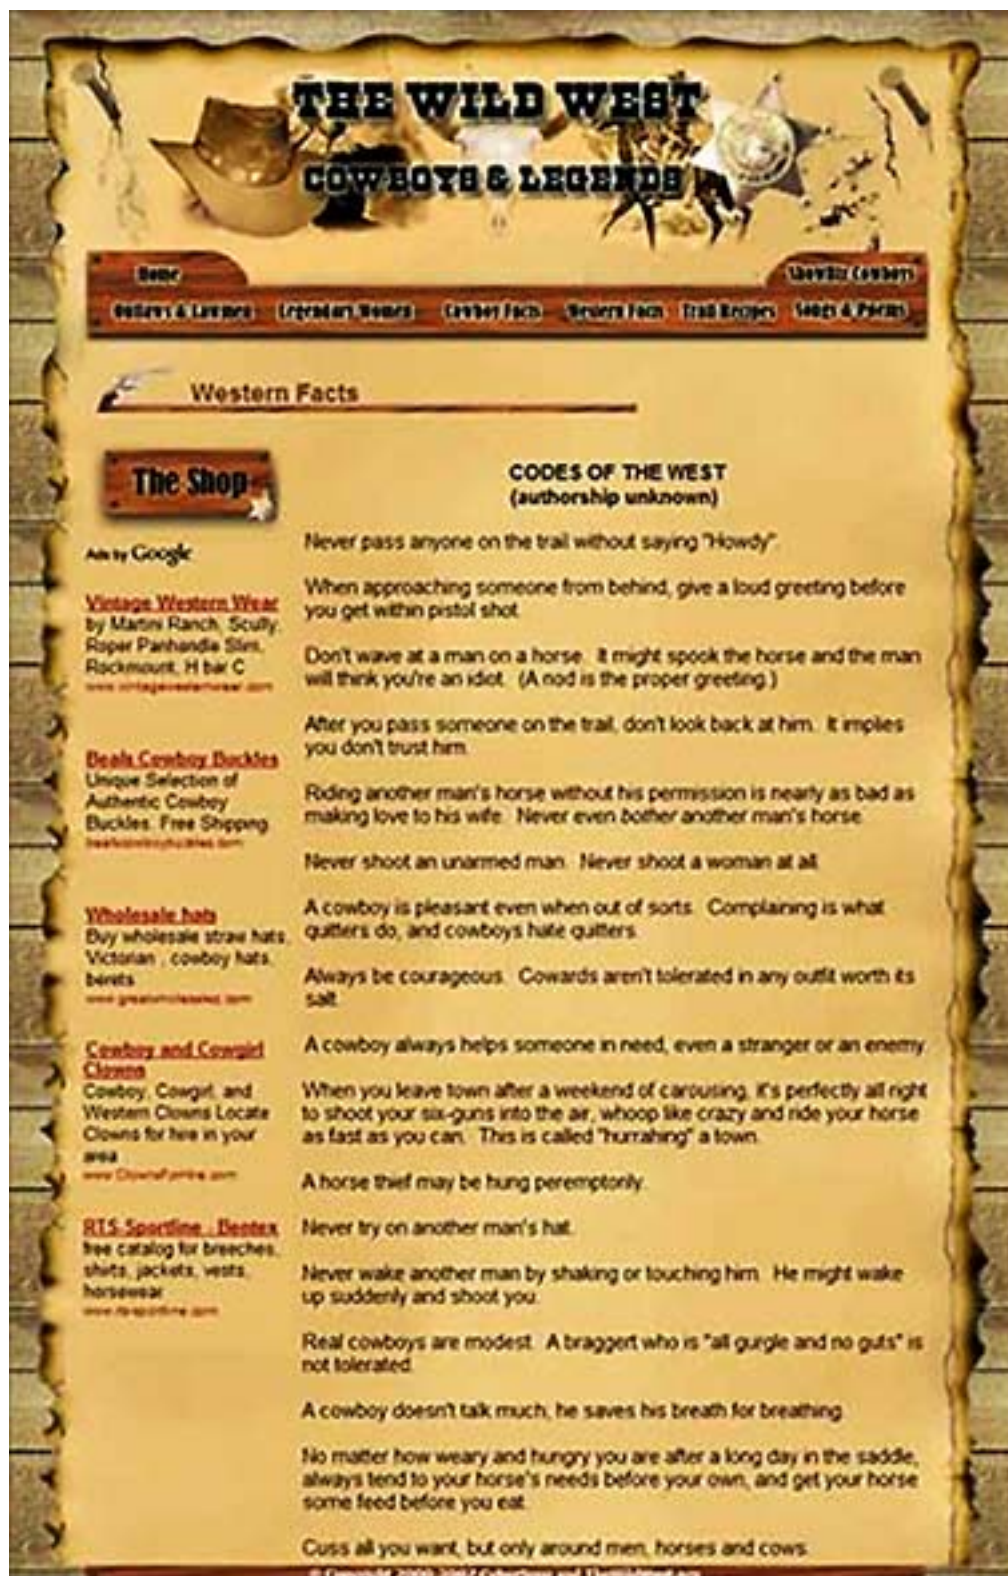 THE WILD WEST
COWBOYS & LEGENDS
Home
ShowBiz Cowboys
Outlaws & Lawmen
Legendary Women
Cowboy Facts
Western Facts
Trail Recipes
Songs & Poems
Western Facts
The Shop
Ads by Google
Vintage Western Wear
by Martini Ranch, Scully,
Roper Panhandle Slim,
Rockmount, H bar C
www.vintagewesternwear.com
Beals Cowboy Buckles
Unique Selection of
Authentic Cowboy
Buckles. Free Shipping
bealscowboybuckles.com
Wholesale hats
Buy wholesale straw hats,
Victorian , cowboy hats,
berets
Cowboy and Cowgirl
Clowns
Cowboy, Cowgirl, and
Western Clowns Locate
Clowns for hire in your
area
www.ClownsForHire.com
RTS-Sportline - Bentex
free catalog for breeches,
shirts, jackets, vests,
horsewear
CODES OF THE WEST
(authorship unknown)
Never pass anyone on the trail without saying "Howdy".
When approaching someone from behind, give a loud greeting before
you get within pistol shot.
Don't wave at a man on a horse. It might spook the horse and the man
will think you're an idiot. (A nod is the proper greeting.)
After you pass someone on the trail, don't look back at him. It implies
you don't trust him.
Riding another man's horse without his permission is nearly as bad as
making love to his wife. Never even bother another man's horse.
Never shoot an unarmed man. Never shoot a woman at all.
A cowboy is pleasant even when out of sorts. Complaining is what
quitters do, and cowboys hate quitters.
Always be courageous. Cowards aren't tolerated in any outfit worth its
salt.
A cowboy always helps someone in need, even a stranger or an enemy.
When you leave town after a weekend of carousing, it's perfectly all right
to shoot your six-guns into the air, whoop like crazy and ride your horse
as fast as you can. This is called "hurrahing" a town.
A horse thief may be hung peremptorily.
Never try on another man's hat.
Never wake another man by shaking or touching him. He might wake
up suddenly and shoot you.
Real cowboys are modest. A braggert who is "all gurgle and no guts" is
not tolerated.
A cowboy doesn't talk much; he saves his breath for breathing.
No matter how weary and hungry you are after a long day in the saddle,
always tend to your horse's needs before your own, and get your horse
some feed before you eat.
Cuss all you want, but only around men, horses and cows.